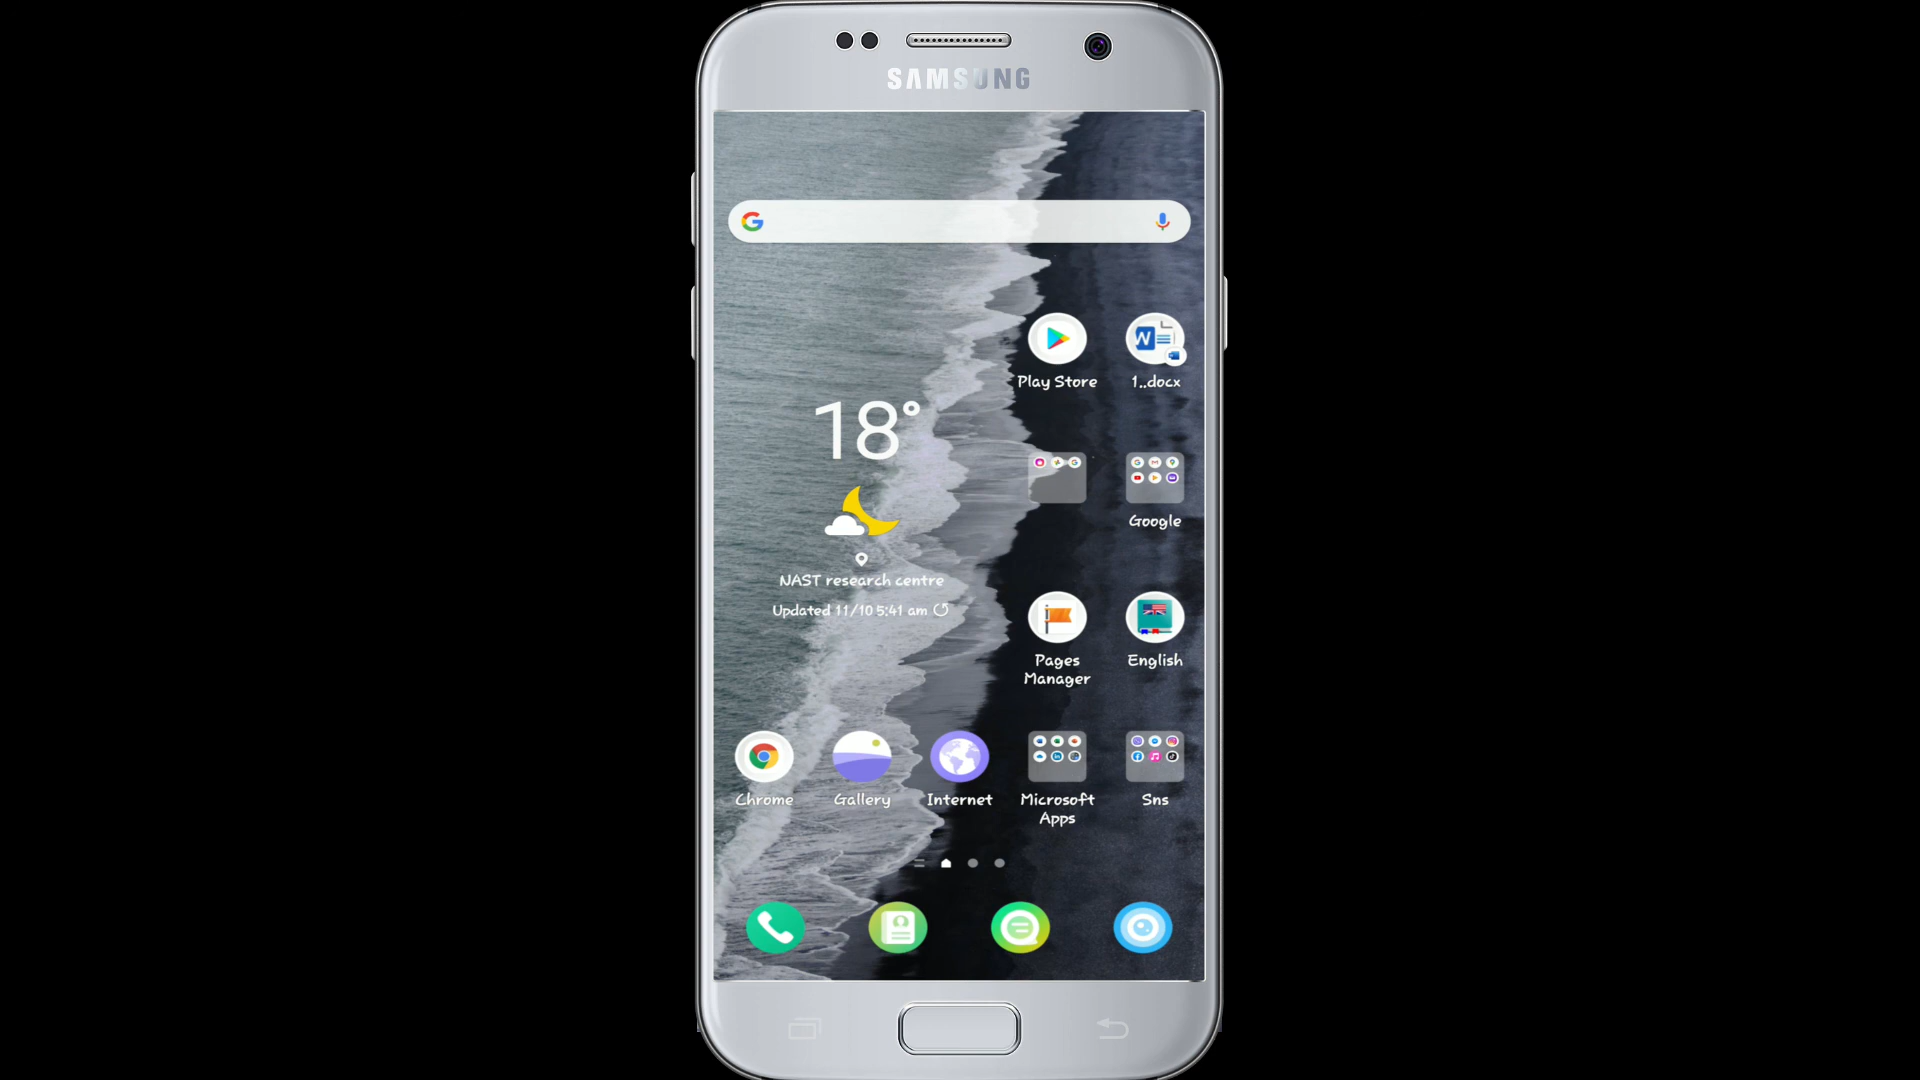 SAMSUNG
Play Store
1..docx
18°
Google
NAST research centre
Updated 11/10 5:41 am
Pages
Manager
English
Chrome
Gallery
Internet
Microsoft
Apps
Sns